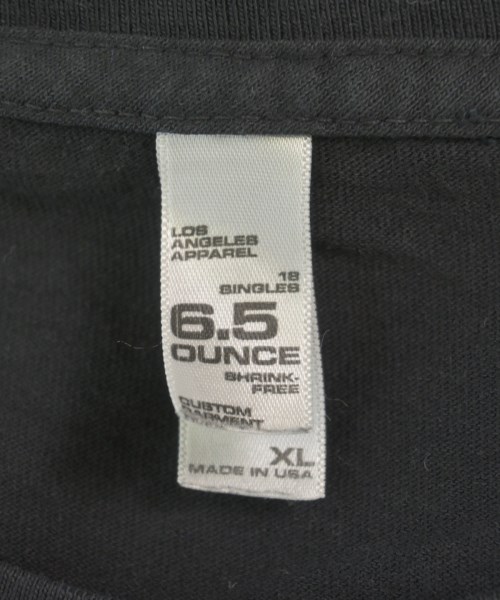 LOS
ANGELES
APPAREL
18
SINGLES
6.5
OUNCE
SHRINK-
FREE
CUSTOM
GARMENT
XL
MADE IN USA